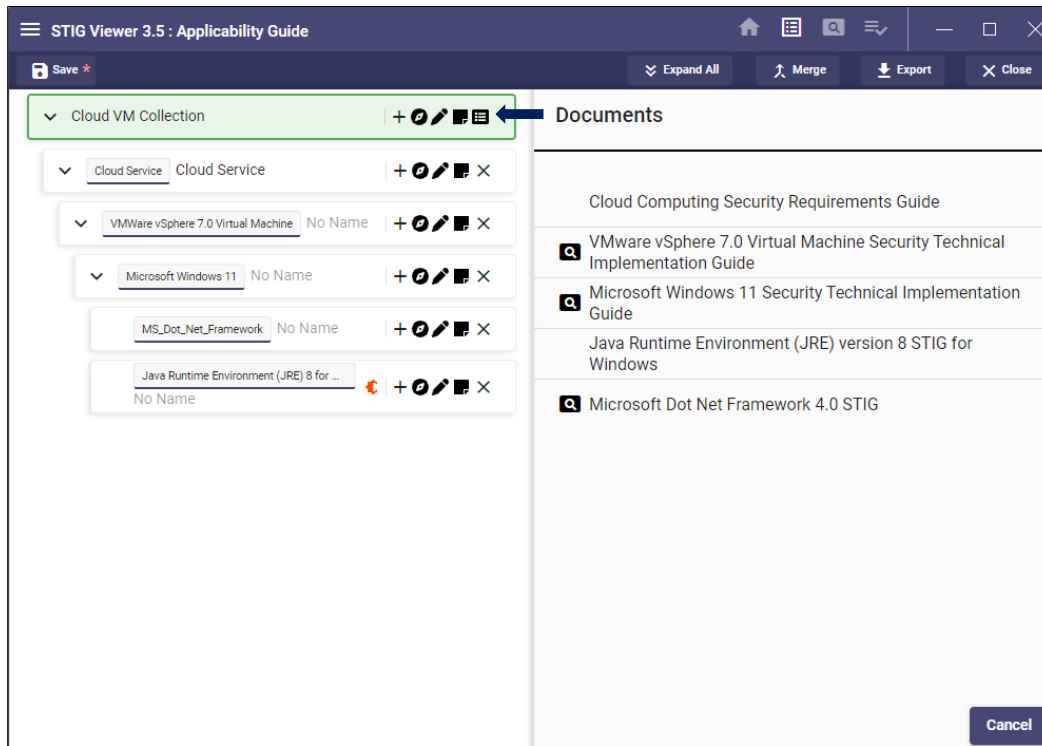 STIG Viewer 3.5 : Applicability Guide
Save *
Expand All
Merge
Export
Close
Cloud VM Collection
Cloud Service Cloud Service
VMWare vSphere 7.0 Virtual Machine No Name
Microsoft Windows 11 No Name
MS_Dot_Net_Framework No Name
Java Runtime Environment (JRE) 8 for ...
No Name
Documents
Cloud Computing Security Requirements Guide
VMware vSphere 7.0 Virtual Machine Security Technical
Implementation Guide
Microsoft Windows 11 Security Technical Implementation
Guide
Java Runtime Environment (JRE) version 8 STIG for
Windows
Microsoft Dot Net Framework 4.0 STIG
Cancel